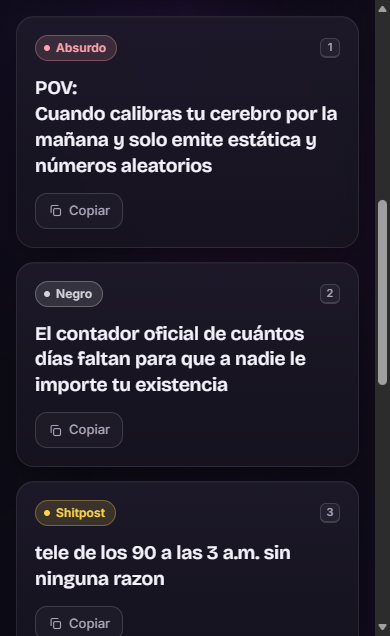 Absurdo
1
POV:
Cuando calibras tu cerebro por la
mañana y solo emite estática y
números aleatorios
Copiar
Negro
2
El contador oficial de cuántos
días faltan para que a nadie le
importe tu existencia
Copiar
Shitpost
3
tele de los 90 a las 3 a.m. sin
ninguna razon
Copiar